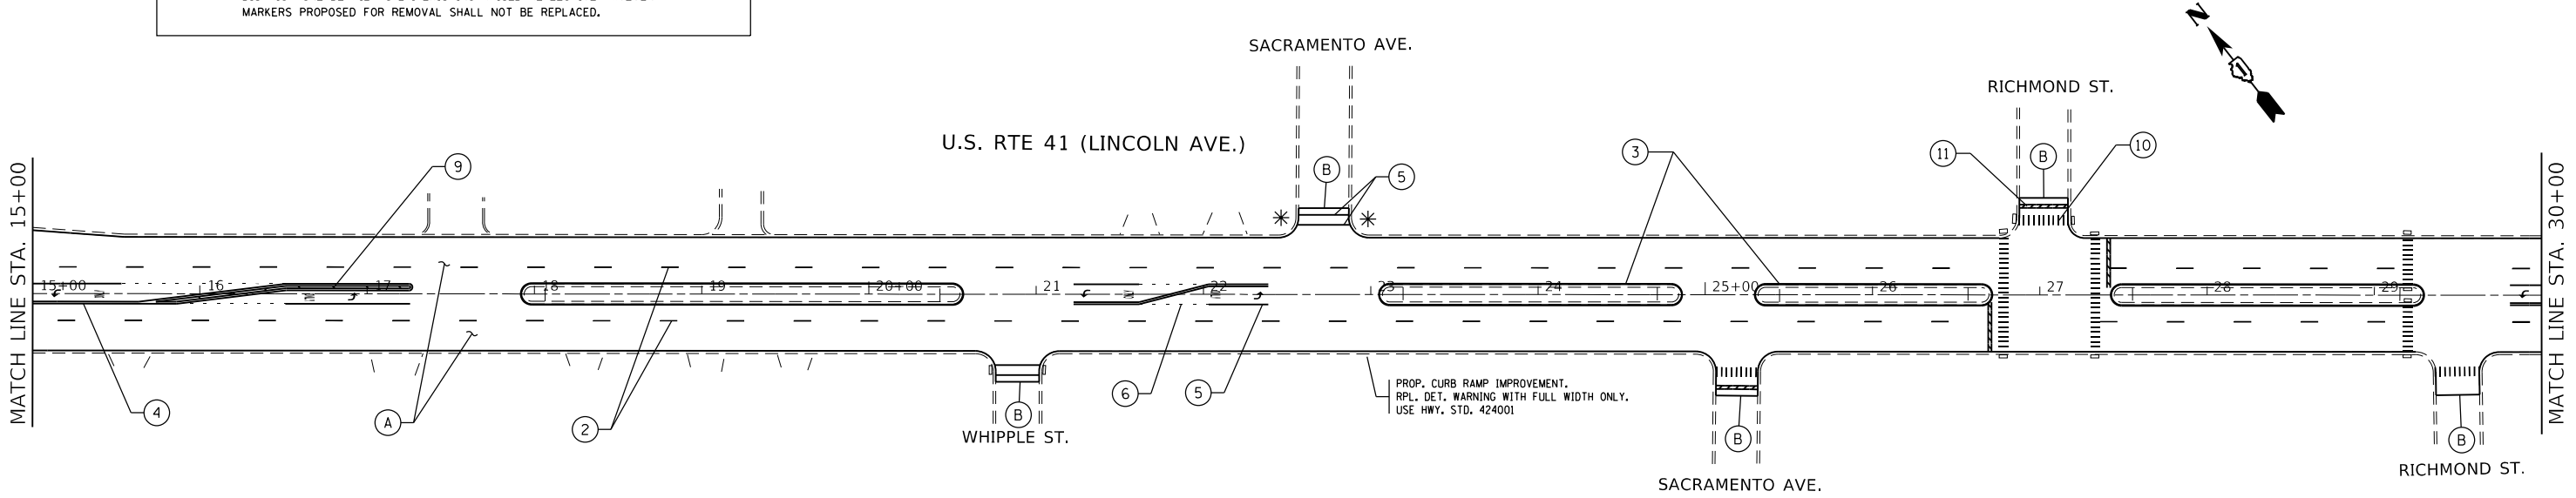 MARKERS PROPOSED FOR REMOVAL SHALL NOT BE REPLACED.
N
SACRAMENTO AVE.
RICHMOND ST.
U.S. RTE 41 (LINCOLN AVE.)
9
B
5
3
11
B
10
MATCH LINE STA. 15+00
MATCH LINE STA. 30+00
15+00
16
17
18
19
20+00
21
22
23
24
25+00
26
27
28
29
4
A
2
B
WHIPPLE ST.
6
5
PROP. CURB RAMP IMPROVEMENT.
RPL. DET. WARNING WITH FULL WIDTH ONLY.
USE HWY. STD. 424001
B
SACRAMENTO AVE.
B
RICHMOND ST.